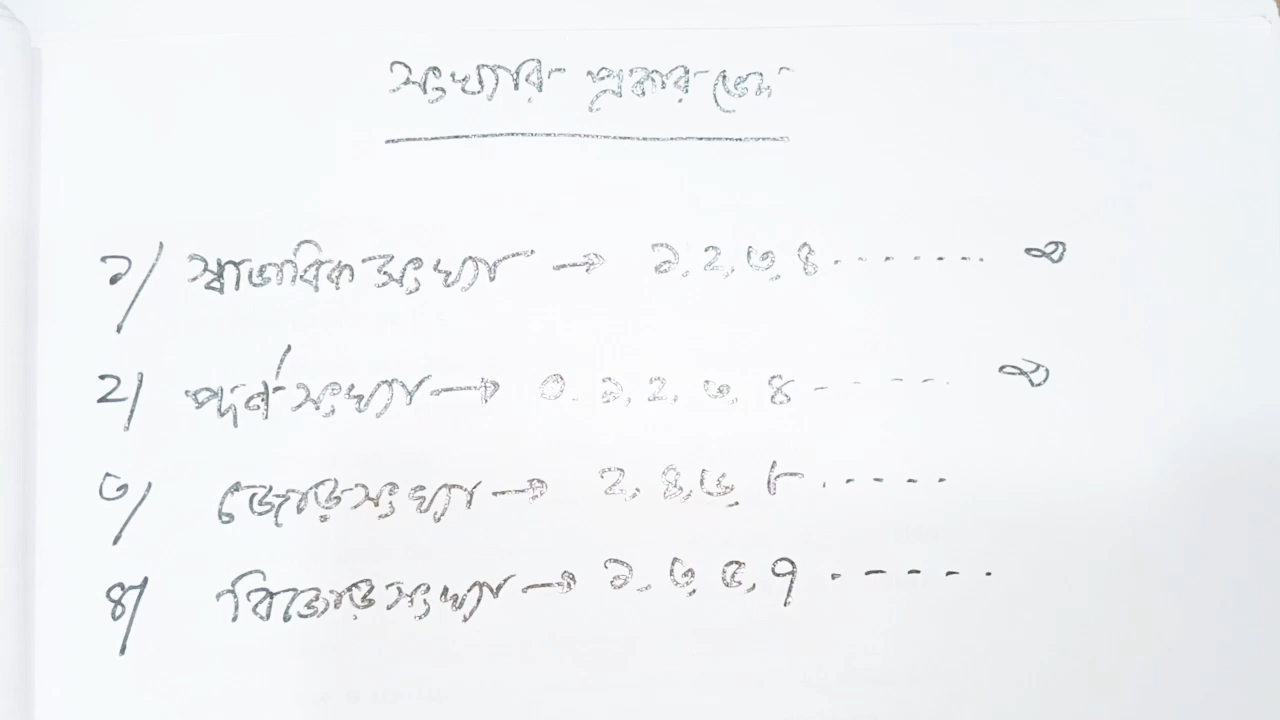 সংখ্যার প্রকারভেদ
১/ স্বাভাবিক সংখ্যা → ১, ২, ৩, ৪ ....... ∞
২/ পূর্ণ সংখ্যা → ০. ১, ২, ৩, ৪ ----- ∞
৩/ জোড় সংখ্যা → ২, ৪, ৬, ৮ .----
৪/ বিজোড় সংখ্যা → ১, ৩, ৫, ৭ .----.